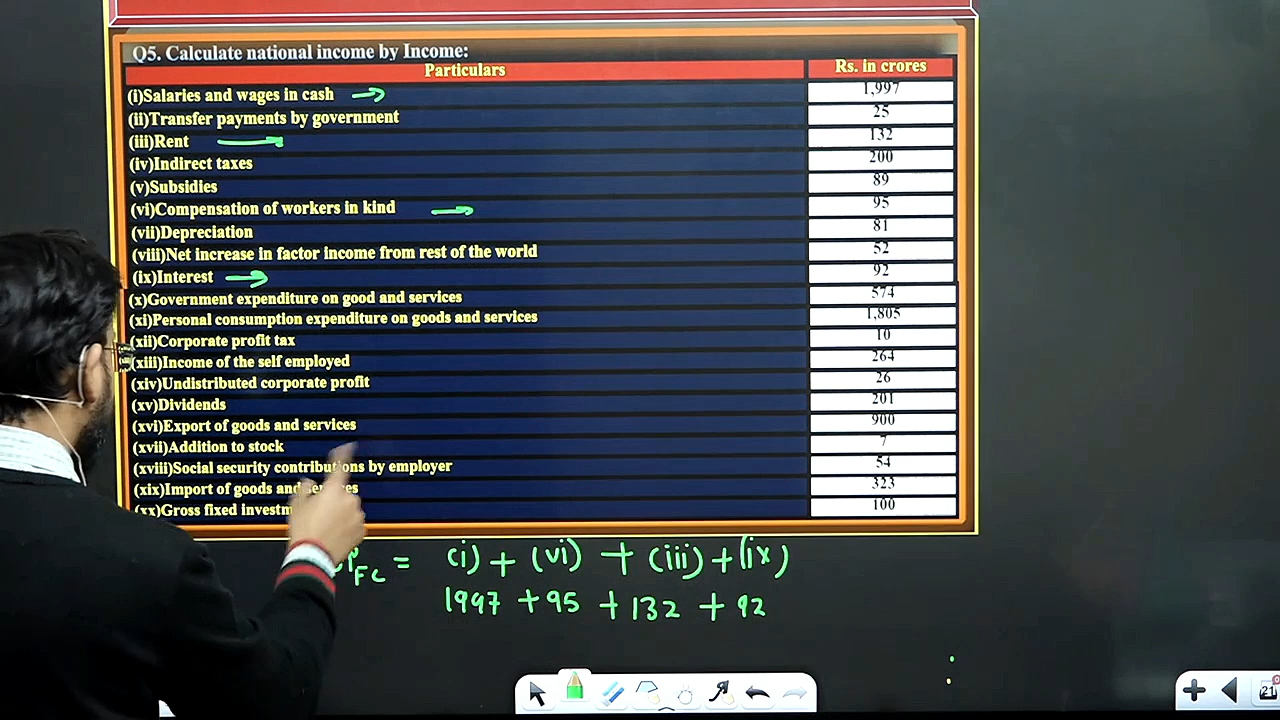 Q5. Calculate national income by Income:
Particulars Rs. in crores
(i)Salaries and wages in cash 1,997
(ii)Transfer payments by government 25
(iii)Rent 132
(iv)Indirect taxes 200
(v)Subsidies 89
(vi)Compensation of workers in kind 95
(vii)Depreciation 81
(viii)Net increase in factor income from rest of the world 52
(ix)Interest 92
(x)Government expenditure on good and services 574
(xi)Personal consumption expenditure on goods and services 1,805
(xii)Corporate profit tax 10
(xiii)Income of the self employed 264
(xiv)Undistributed corporate profit 26
(xv)Dividends 201
(xvi)Export of goods and services 900
(xvii)Addition to stock 7
(xviii)Social security contributions by employer 54
(xix)Import of goods and 323
(xx)Gross fixed 100
FC = (i) + (vi) + (iii) + (ix)
1997 + 95 + 132 + 92
21